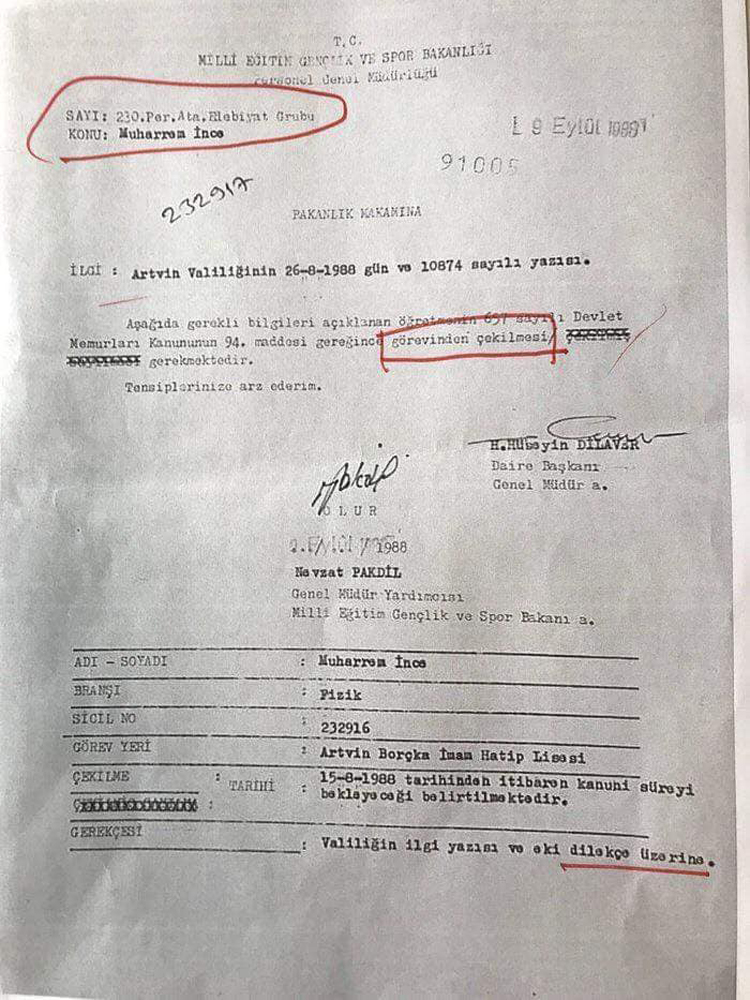 T.C.
MİLLİ EĞİTİM GENÇLİK VE SPOR BAKANLIĞI
Personel Genel Müdürlüğü
SAYI: 230.Per.Ata.Elebiyat Grubu
KONU: Muharrem İnce
19 Eylül
91005
232917
PAKANLIK MAKAMINA
İLGİ : Artvin Valiliğinin 26-8-1988 gün ve 10874 sayılı yazısı.
Aşağıda gerekli bilgileri açıklanan öğretmenin 657 sayılı Devlet
Memurları Kanununun 94. maddesi gereğince görevinden çekilmesi/
gerekmektedir.
Tensiplerinize arz ederim.
H.Hüseyin DİLAVER
Daire Başkanı
Genel Müdür a.
OLUR
Eylül 1988
Nevzat PAKDİL
Genel Müdür Yardımcısı
Milli Eğitim Gençlik ve Spor Bakanı a.
ADI - SOYADI : Muharrem İnce
BRANŞI : Fizik
SİCİL NO : 232916
GÖREV YERİ : Artvin Borçka İmam Hatip Lisesi
ÇEKİLME : TARİHİ : 15-8-1988 tarihinden itibaren kanuni süreyi
bekleyeceği belirtilmektedir.
GEREKÇESİ : Valiliğin ilgi yazısı ve eki dilekçe üzerine.